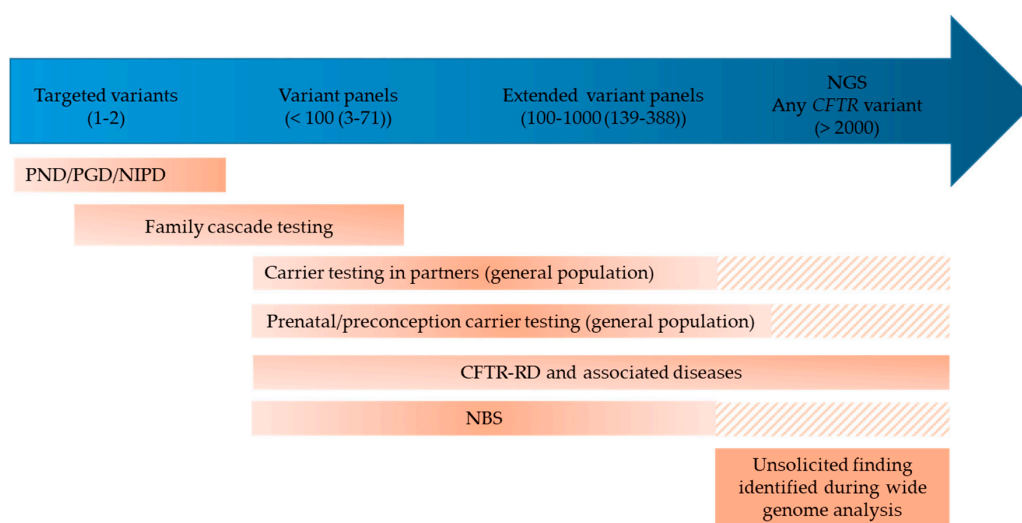 Targeted variants
(1-2)
Variant panels
(< 100 (3-71))
Extended variant panels
(100-1000 (139-388))
NGS
Any CFTR variant
(> 2000)
PND/PGD/NIPD
Family cascade testing
Carrier testing in partners (general population)
Prenatal/preconception carrier testing (general population)
CFTR-RD and associated diseases
NBS
Unsolicited finding
identified during wide
genome analysis